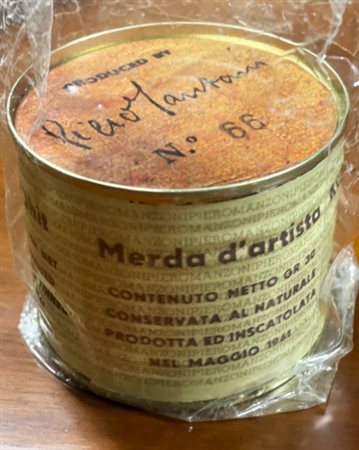 PRODUCED BY
Piero Manzoni
N.º 66
Merda d'artista
CONTENUTO NETTO GR. 30
CONSERVATA AL NATURALE
PRODOTTA ED INSCATOLATA
NEL MAGGIO 1961